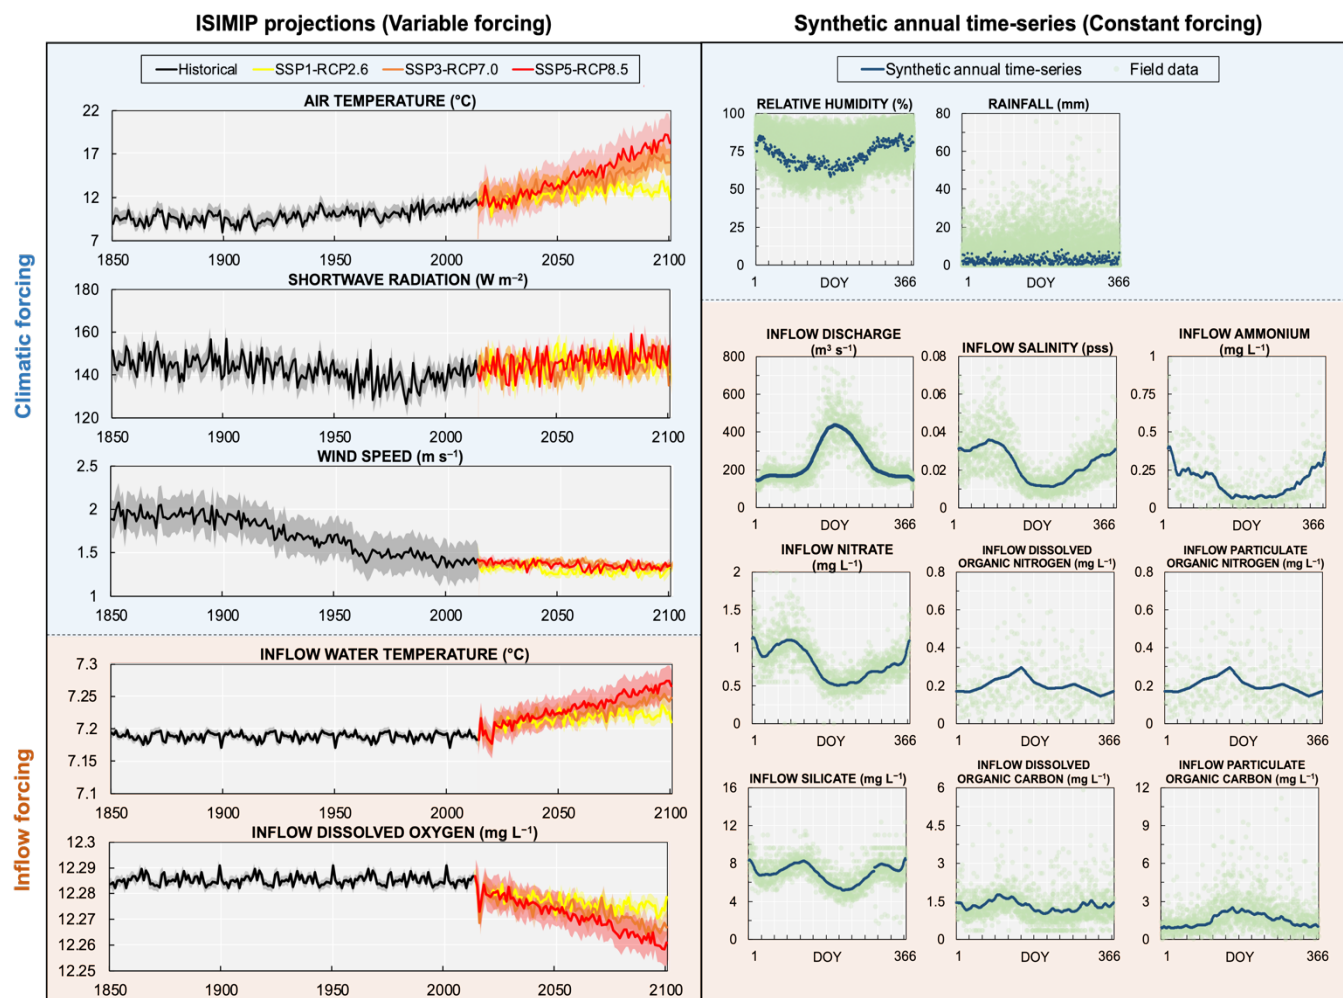 ISIMIP projections (Variable forcing)
Historical SSP1-RCP2.6 SSP3-RCP7.0 SSP5-RCP8.5
Climatic forcing
AIR TEMPERATURE (°C)
22
17
12
7
1850 1900 1950 2000 2050 2100
SHORTWAVE RADIATION (W m⁻²)
180
160
140
120
1850 1900 1950 2000 2050 2100
WIND SPEED (m s⁻¹)
2.5
2
1.5
1
1850 1900 1950 2000 2050 2100
Inflow forcing
INFLOW WATER TEMPERATURE (°C)
7.3
7.25
7.2
7.15
7.1
1850 1900 1950 2000 2050 2100
INFLOW DISSOLVED OXYGEN (mg L⁻¹)
12.3
12.29
12.28
12.27
12.26
12.25
1850 1900 1950 2000 2050 2100
Synthetic annual time-series (Constant forcing)
Synthetic annual time-series Field data
RELATIVE HUMIDITY (%)
100
75
50
25
0
1 DOY 366
RAINFALL (mm)
80
60
40
20
0
1 DOY 366
INFLOW DISCHARGE
(m³ s⁻¹)
800
600
400
200
0
1 DOY 366
INFLOW SALINITY (pss)
0.08
0.06
0.04
0.02
0
1 DOY 366
INFLOW AMMONIUM
(mg L⁻¹)
1
0.75
0.5
0.25
0
1 DOY 366
INFLOW NITRATE
(mg L⁻¹)
2
1.5
1
0.5
0
1 DOY 366
INFLOW DISSOLVED
ORGANIC NITROGEN (mg L⁻¹)
0.8
0.6
0.4
0.2
0
1 DOY 366
INFLOW PARTICULATE
ORGANIC NITROGEN (mg L⁻¹)
0.8
0.6
0.4
0.2
0
1 DOY 366
INFLOW SILICATE (mg L⁻¹)
16
12
8
4
0
1 DOY 366
INFLOW DISSOLVED
ORGANIC CARBON (mg L⁻¹)
6
4.5
3
1.5
0
1 DOY 366
INFLOW PARTICULATE
ORGANIC CARBON (mg L⁻¹)
12
9
6
3
0
1 DOY 366